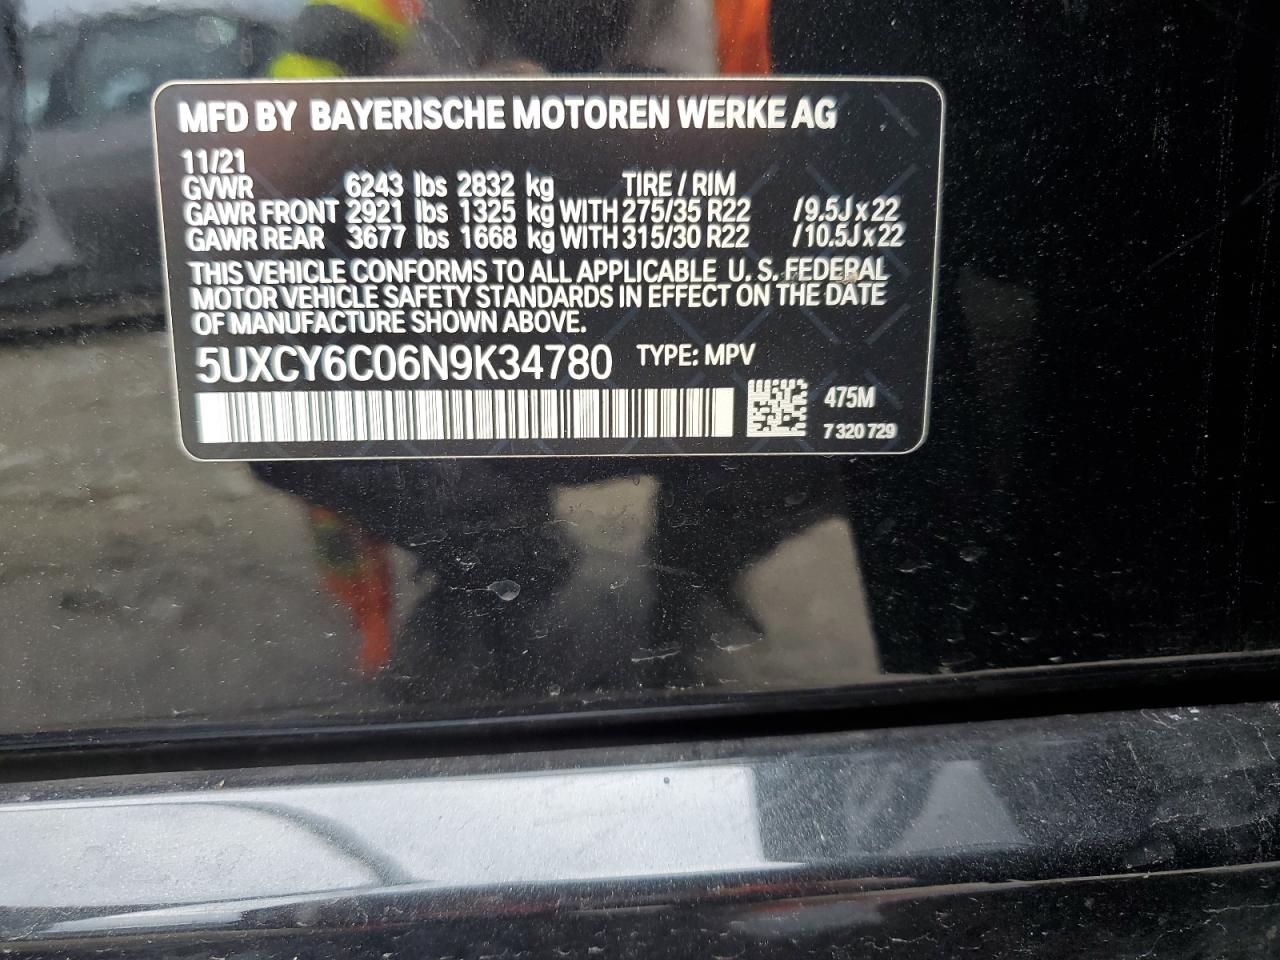 MFD BY BAYERISCHE MOTOREN WERKE AG
11/21
GVWR 6243 lbs 2832 kg TIRE / RIM
GAWR FRONT 2921 lbs 1325 kg WITH 275/35 R22 /9.5J x 22
GAWR REAR 3677 lbs 1668 kg WITH 315/30 R22 /10.5J x 22
THIS VEHICLE CONFORMS TO ALL APPLICABLE U. S. FEDERAL
MOTOR VEHICLE SAFETY STANDARDS IN EFFECT ON THE DATE
OF MANUFACTURE SHOWN ABOVE.
5UXCY6C06N9K34780 TYPE: MPV
475M
7 320 729